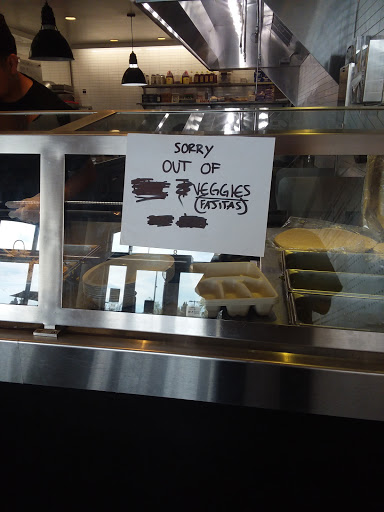 SORRY
OUT OF
VEGGIES
(FAJITAS)